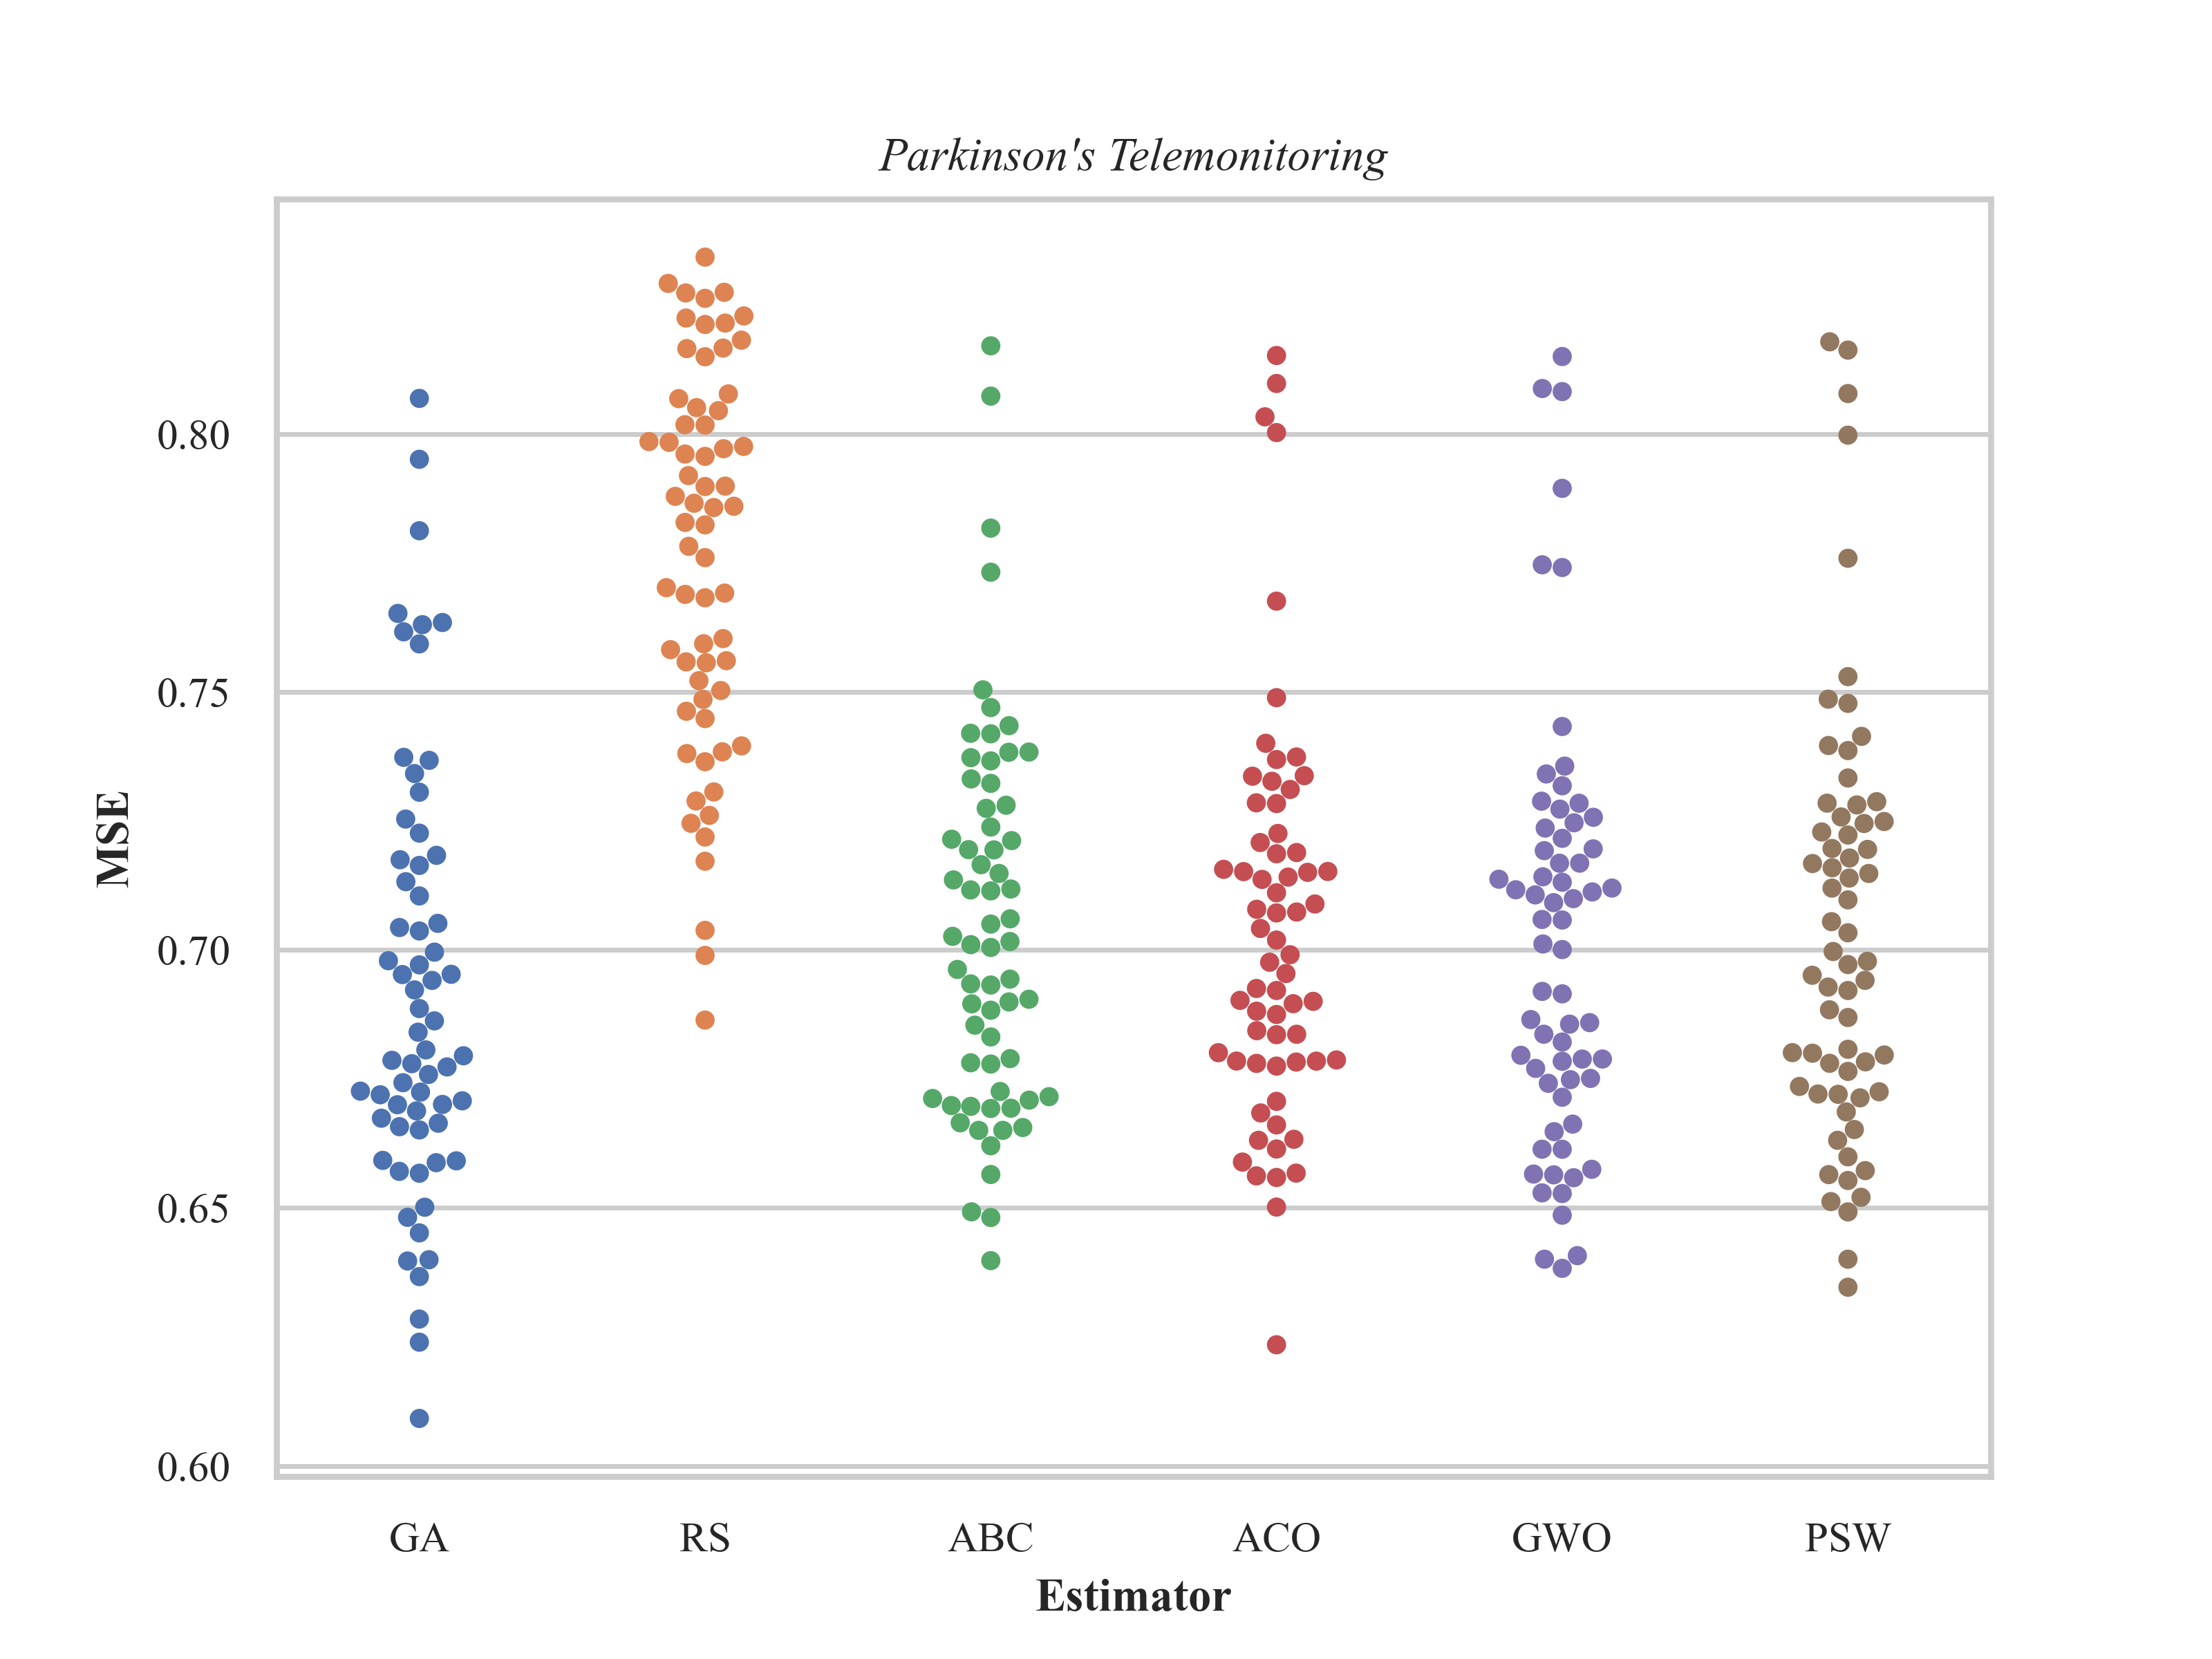 Parkinson's Telemonitoring
MSE
0.80
0.75
0.70
0.65
0.60
GA RS ABC ACO GWO PSW
Estimator